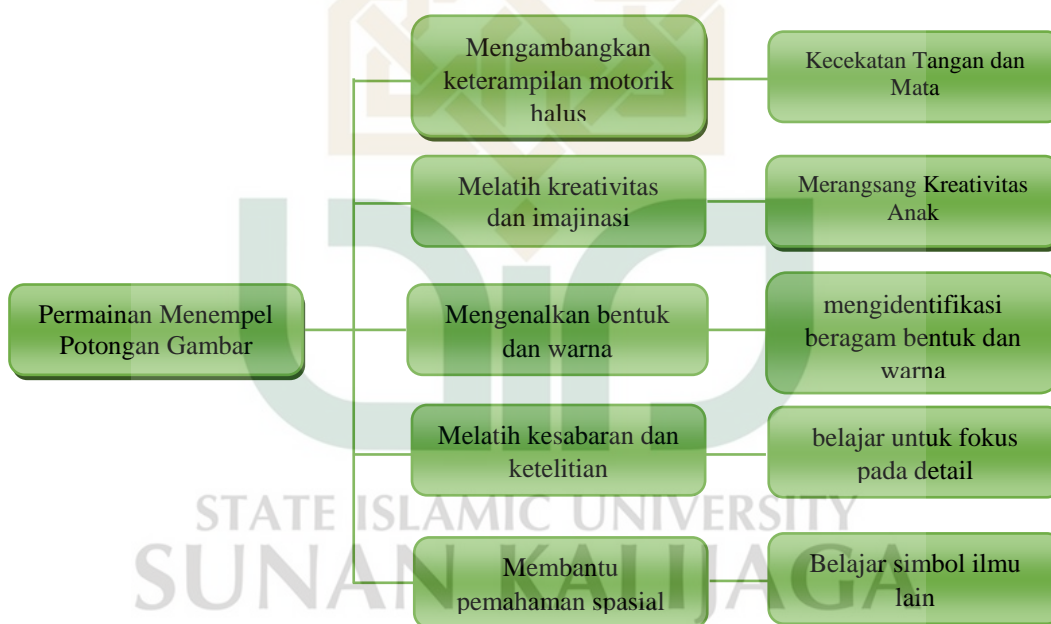 Mengambangkan
keterampilan motorik
halus
Kecekatan Tangan dan
Mata
Melatih kreativitas
dan imajinasi
Merangsang Kreativitas
Anak
Permainan Menempel
Potongan Gambar
Mengenalkan bentuk
dan warna
mengidentifikasi
beragam bentuk dan
warna
Melatih kesabaran dan
ketelitian
belajar untuk fokus
pada detail
Membantu
pemahaman spasial
Belajar simbol ilmu
lain
STATE ISLAMIC UNIVERSITY
SUNAN KALIJAGA